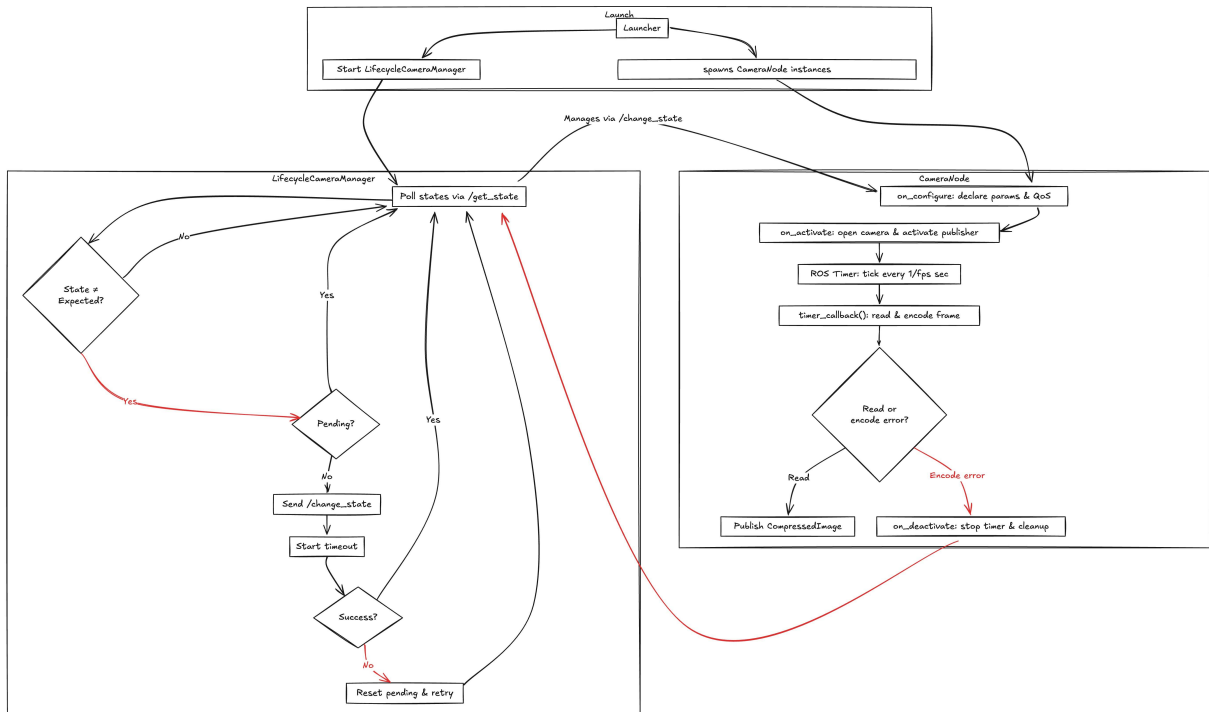 Launch
Launcher
Start LifecycleCameraManager
spawns CameraNode instances
Manages via /change_state
LifecycleCameraManager
Poll states via /get_state
No
State ≠
Expected?
Yes
Yes
Pending?
No
Send /change_state
Start timeout
Yes
Success?
No
Reset pending & retry
CameraNode
on_configure: declare params & QoS
on_activate: open camera & activate publisher
ROS Timer: tick every 1/fps sec
timer_callback(): read & encode frame
Read or
encode error?
Read
Encode error
Publish CompressedImage
on_deactivate: stop timer & cleanup